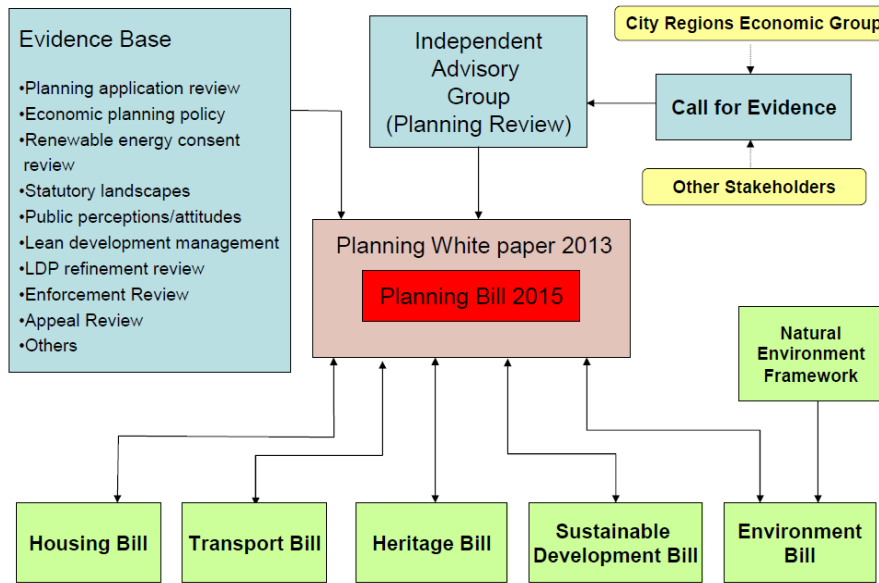 Evidence Base
•Planning application review
•Economic planning policy
•Renewable energy consent
review
•Statutory landscapes
•Public perceptions/attitudes
•Lean development management
•LDP refinement review
•Enforcement Review
•Appeal Review
•Others
Independent
Advisory
Group
(Planning Review)
City Regions Economic Group
Call for Evidence
Other Stakeholders
Planning White paper 2013
Planning Bill 2015
Natural
Environment
Framework
Housing Bill
Transport Bill
Heritage Bill
Sustainable
Development Bill
Environment
Bill